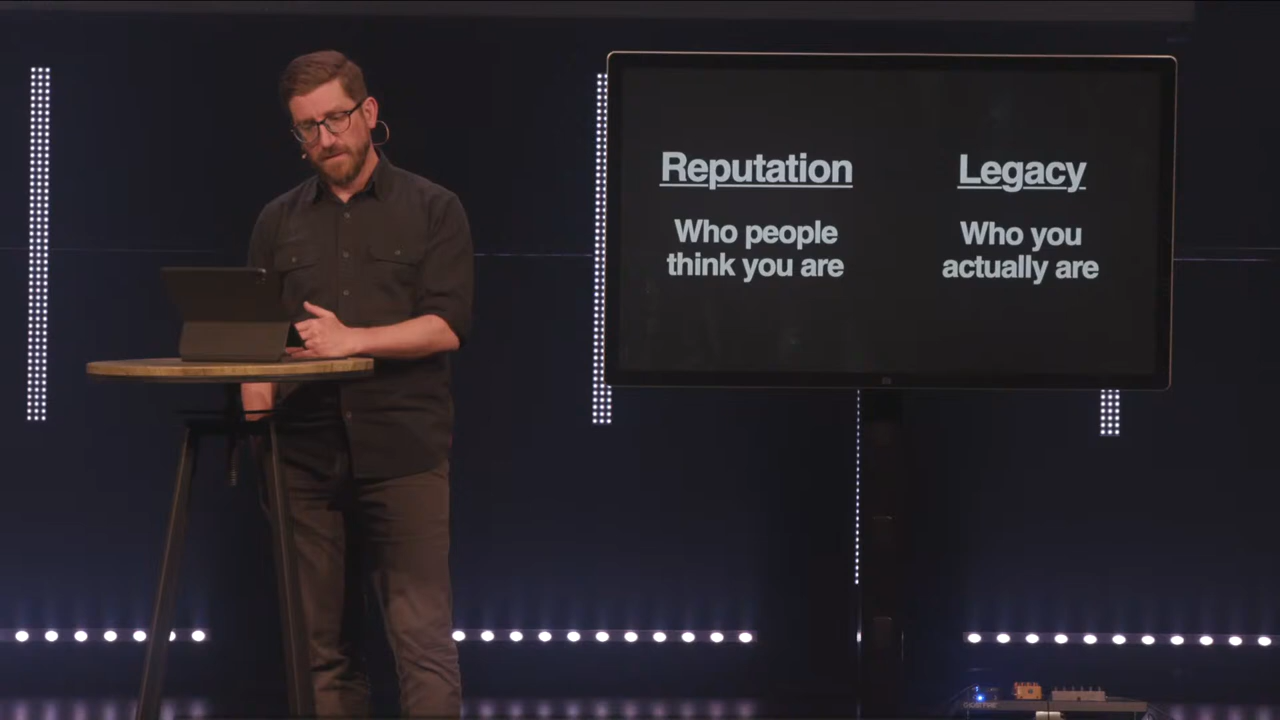 Reputation
Who people
think you are
Legacy
Who you
actually are